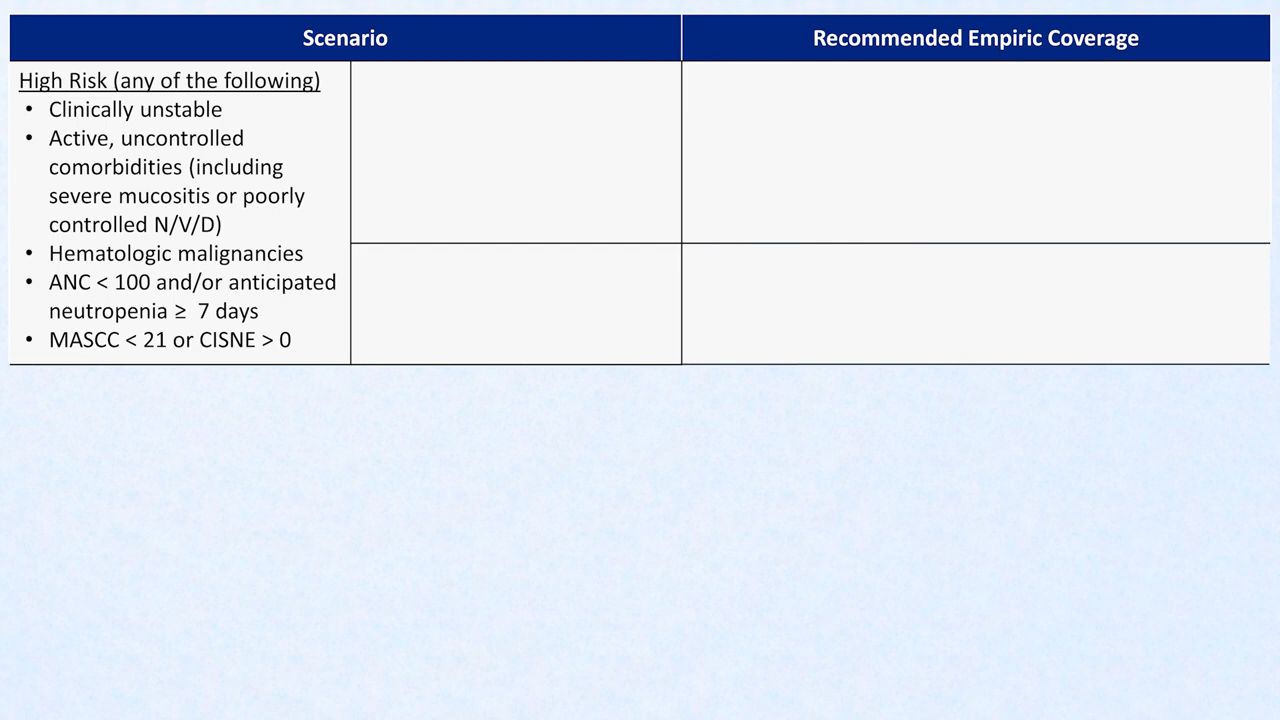 Scenario
Recommended Empiric Coverage
High Risk (any of the following)
• Clinically unstable
• Active, uncontrolled
comorbidities (including
severe mucositis or poorly
controlled N/V/D)
• Hematologic malignancies
• ANC < 100 and/or anticipated
neutropenia ≥ 7 days
• MASCC < 21 or CISNE > 0